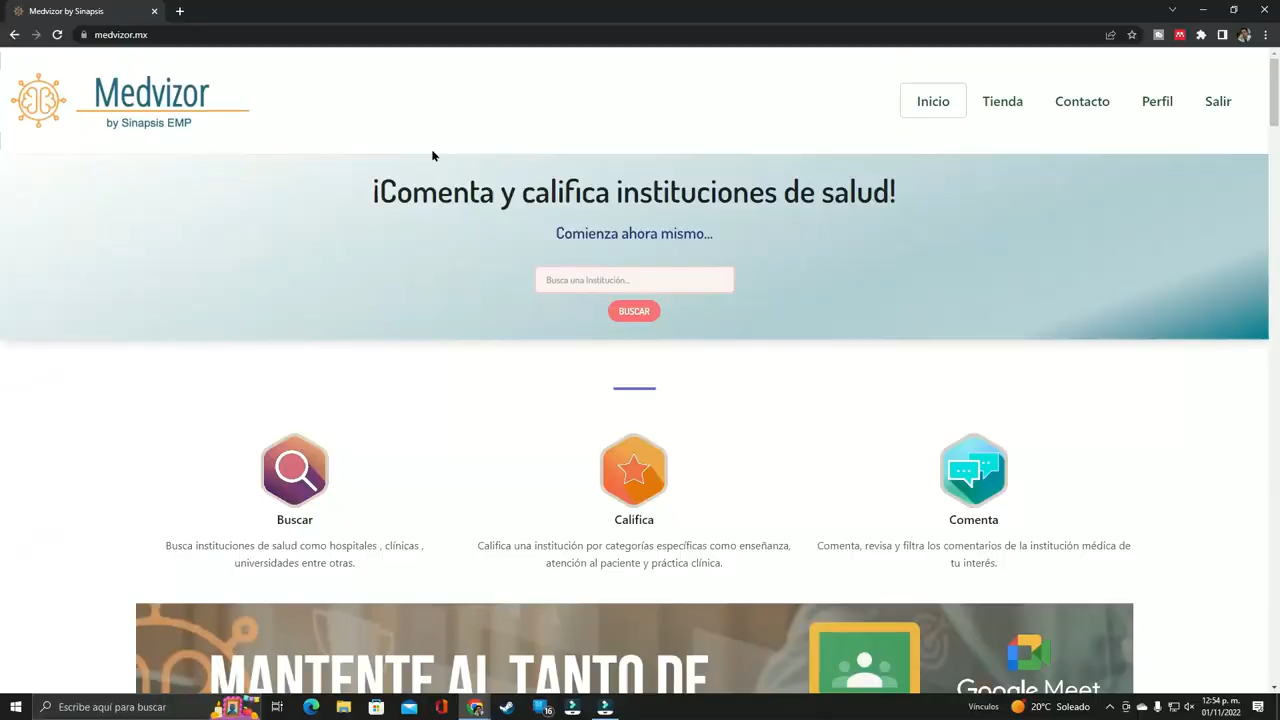 Medvizor by Sinapsis
medvizor.mx
Medvizor
by Sinapsis EMP
Inicio
Tienda
Contacto
Perfil
Salir
¡Comenta y califica instituciones de salud!
Comienza ahora mismo...
Busca una Institución...
BUSCAR
Buscar
Califica
Comenta
Busca instituciones de salud como hospitales , clínicas ,
universidades entre otras.
Califica una institución por categorías específicas como enseñanza,
atención al paciente y práctica clínica.
Comenta, revisa y filtra los comentarios de la institución médica de
tu interés.
MANTENTE AL TANTO DE
Google Meet
Escribe aquí para buscar
16
Vínculos
20°C Soleado
12:54 p. m.
01/11/2022